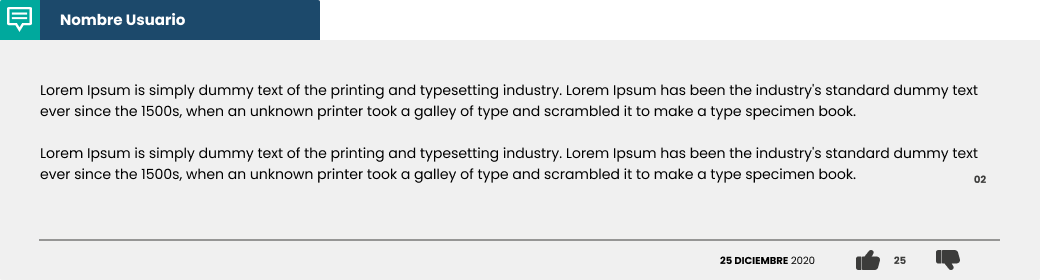 Nombre Usuario
Lorem Ipsum is simply dummy text of the printing and typesetting industry. Lorem Ipsum has been the industry's standard dummy text
ever since the 1500s, when an unknown printer took a galley of type and scrambled it to make a type specimen book.
Lorem Ipsum is simply dummy text of the printing and typesetting industry. Lorem Ipsum has been the industry's standard dummy text
ever since the 1500s, when an unknown printer took a galley of type and scrambled it to make a type specimen book.
02
25 DICIEMBRE 2020
25